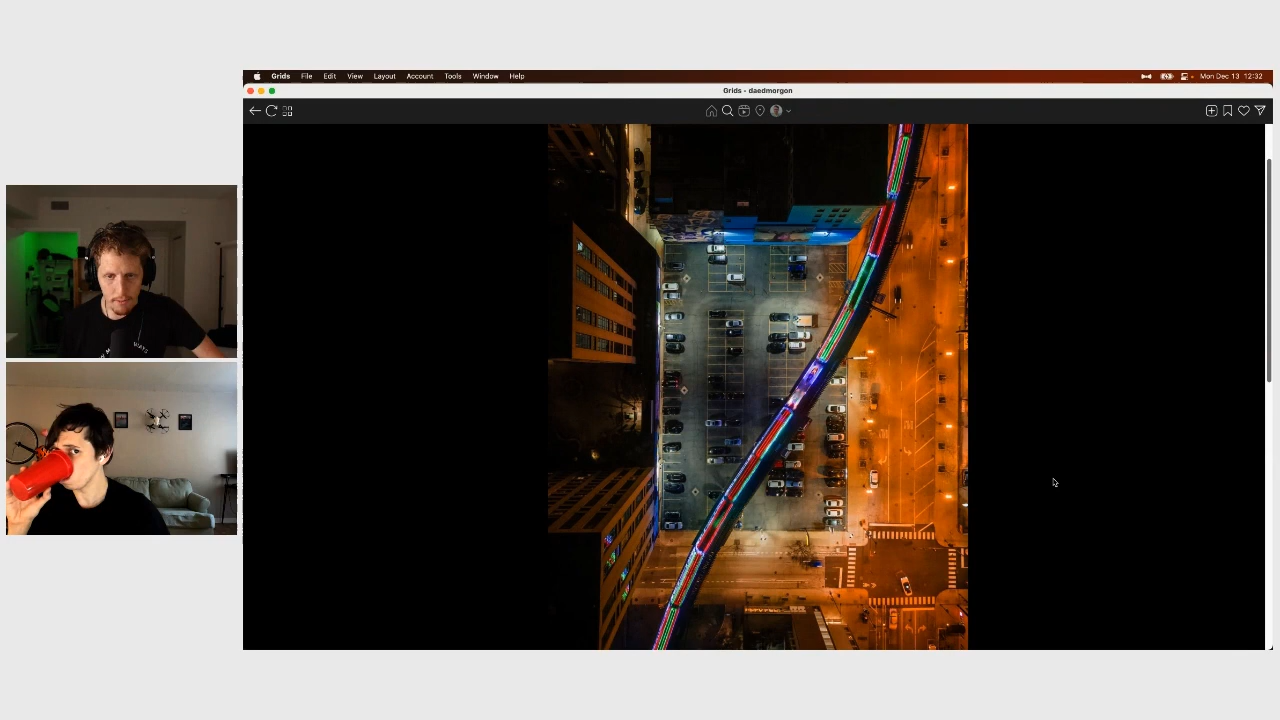 Grids File Edit View Layout Account Tools Window Help Mon Dec 13 12:32
Grids - daedmorgon